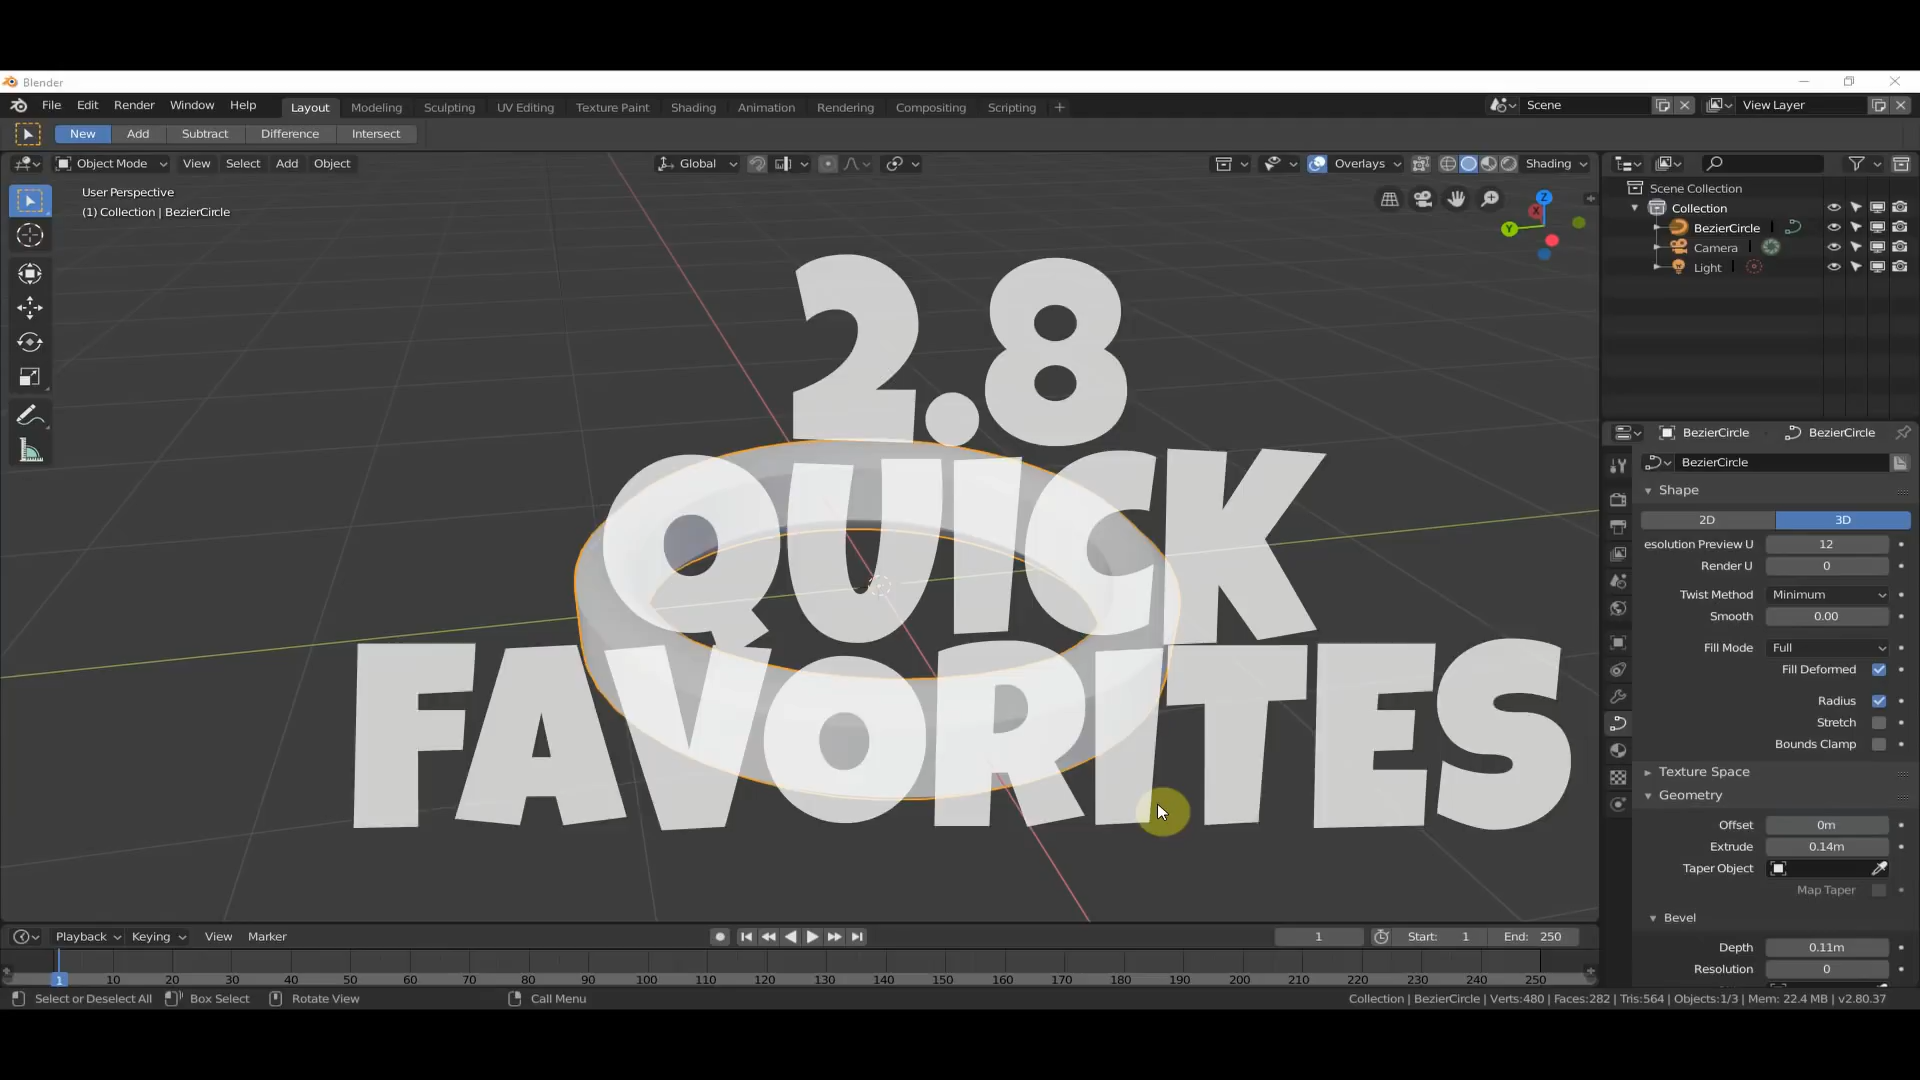 Blender
File Edit Render Window Help Layout Modeling Sculpting UV Editing Texture Paint Shading Animation Rendering Compositing Scripting + Scene View Layer
New Add Subtract Difference Intersect
Object Mode View Select Add Object Global Overlays Shading
User Perspective
(1) Collection | BezierCircle
Z
X
Y
Scene Collection
Collection
BezierCircle
Camera
Light
2.8
QUICK
FAVORITES
BezierCircle BezierCircle
BezierCircle
Shape
2D 3D
esolution Preview U 12
Render U 0
Twist Method Minimum
Smooth 0.00
Fill Mode Full
Fill Deformed
Radius
Stretch
Bounds Clamp
Texture Space
Geometry
Offset 0m
Extrude 0.14m
Taper Object
Map Taper
Bevel
Depth 0.11m
Resolution 0
Playback Keying View Marker 1 Start: 1 End: 250
1 10 20 30 40 50 60 70 80 90 100 110 120 130 140 150 160 170 180 190 200 210 220 230 240 250
Select or Deselect All Box Select Rotate View Call Menu Collection | BezierCircle | Verts:480 | Faces:282 | Tris:564 | Objects:1/3 | Mem: 22.4 MB | v2.80.37